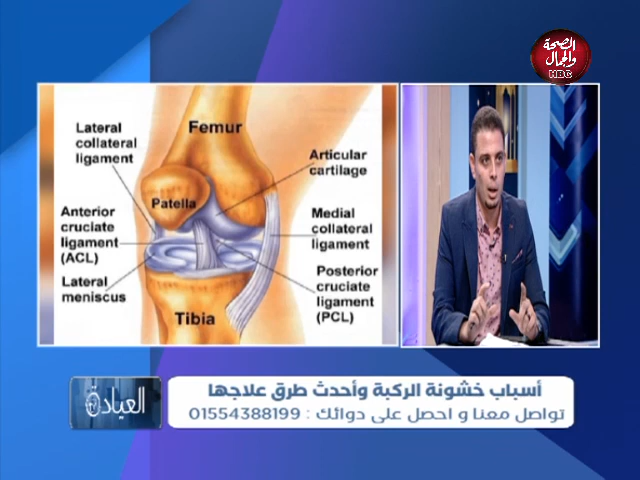 الصحة
والجمال
HBC
Lateral
collateral
ligament
Femur
Articular
cartilage
Patella
Anterior
cruciate
ligament
(ACL)
Medial
collateral
ligament
Lateral
meniscus
Posterior
cruciate
ligament
(PCL)
Tibia
العيادة
أسباب خشونة الركبة وأحدث طرق علاجها
تواصل معنا و احصل على دوائك : 01554388199